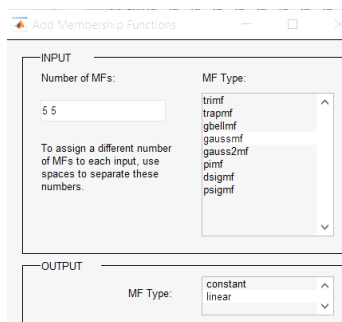 Add Membership Functions
INPUT
Number of MFs:
5 5
To assign a different number
of MFs to each input, use
spaces to separate these
numbers.
MF Type:
trimf
trapmf
gbellmf
gaussmf
gauss2mf
pimf
dsigmf
psigmf
OUTPUT
MF Type:
constant
linear